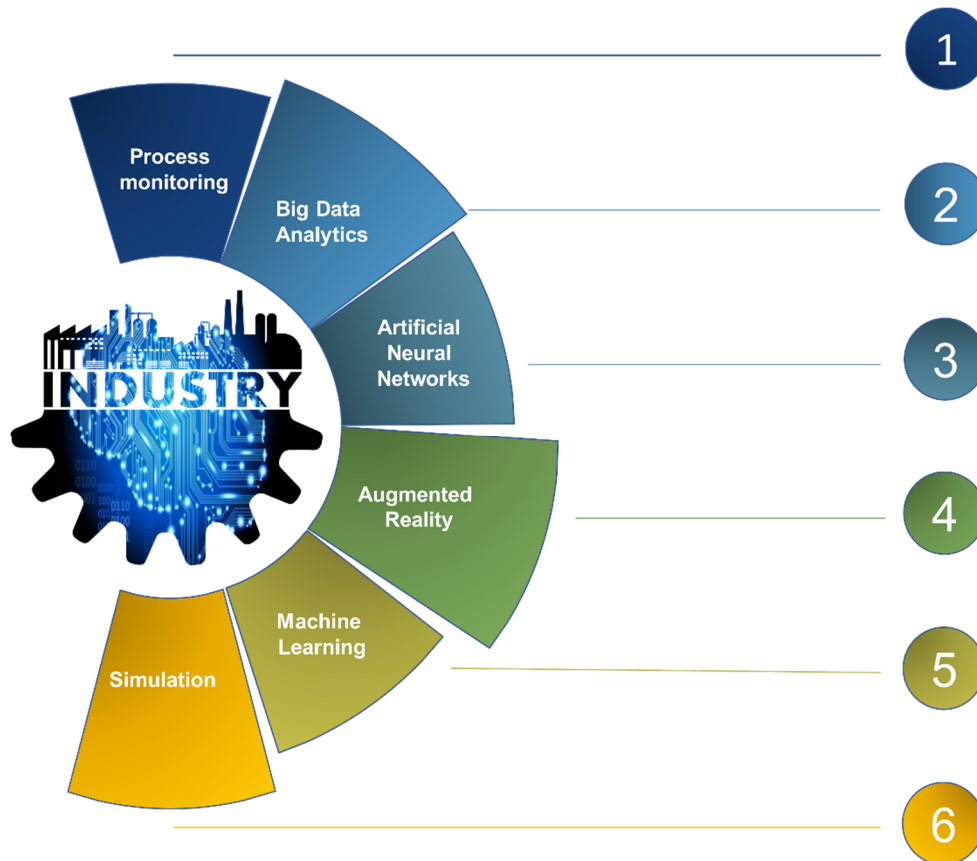 1
Process
monitoring
Big Data
Analytics
2
Artificial
Neural
Networks
3
INDUSTRY
Augmented
Reality
4
Machine
Learning
5
Simulation
6